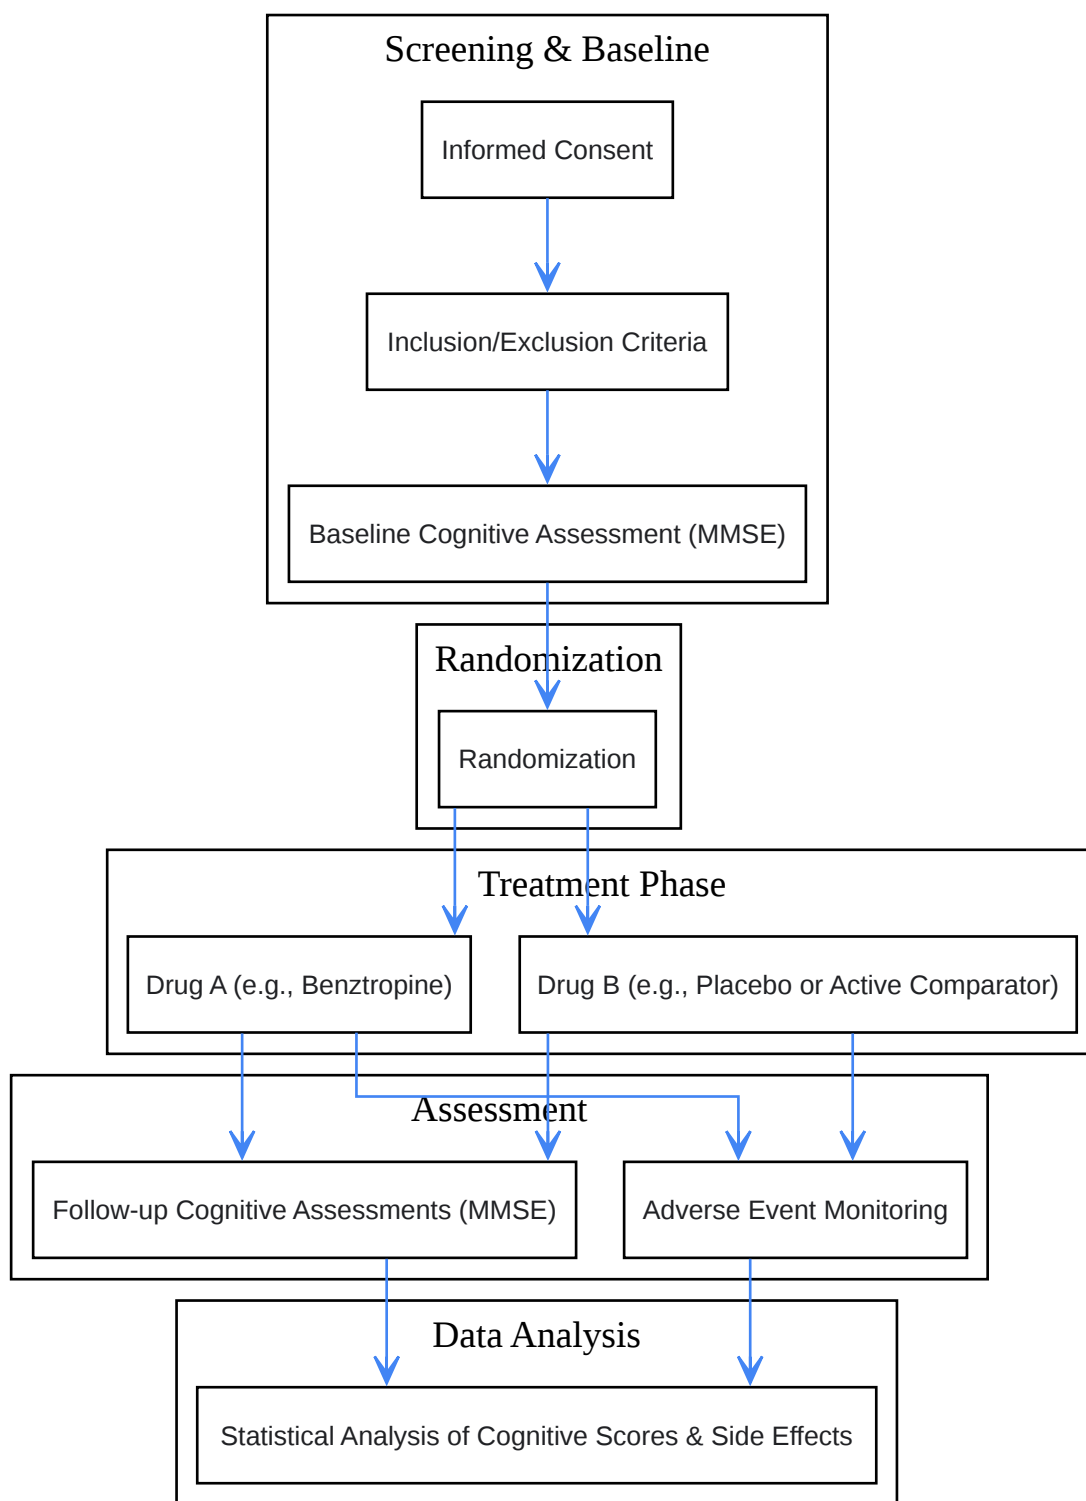 Screening & Baseline
Informed Consent
Inclusion/Exclusion Criteria
Baseline Cognitive Assessment (MMSE)
Randomization
Randomization
Treatment Phase
Drug A (e.g., Benztropine)
Drug B (e.g., Placebo or Active Comparator)
Assessment
Follow-up Cognitive Assessments (MMSE)
Adverse Event Monitoring
Data Analysis
Statistical Analysis of Cognitive Scores & Side Effects